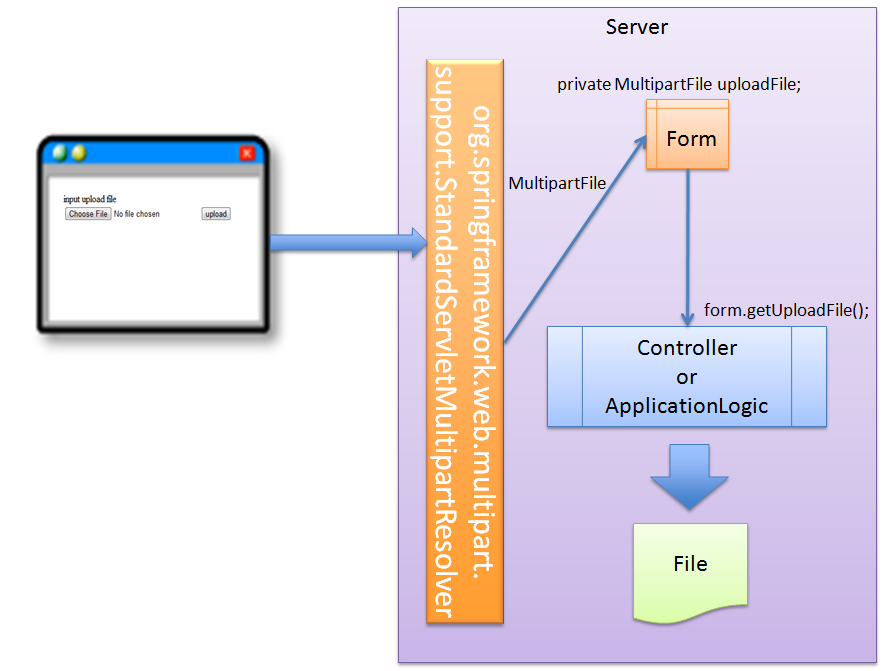 Server
private MultipartFile uploadFile;
Form
MultipartFile
input upload file
Choose File No file chosen
upload
org.springframework.web.multipart.
support.StandardServletMultipartResolver
form.getUploadFile();
Controller
or
ApplicationLogic
File